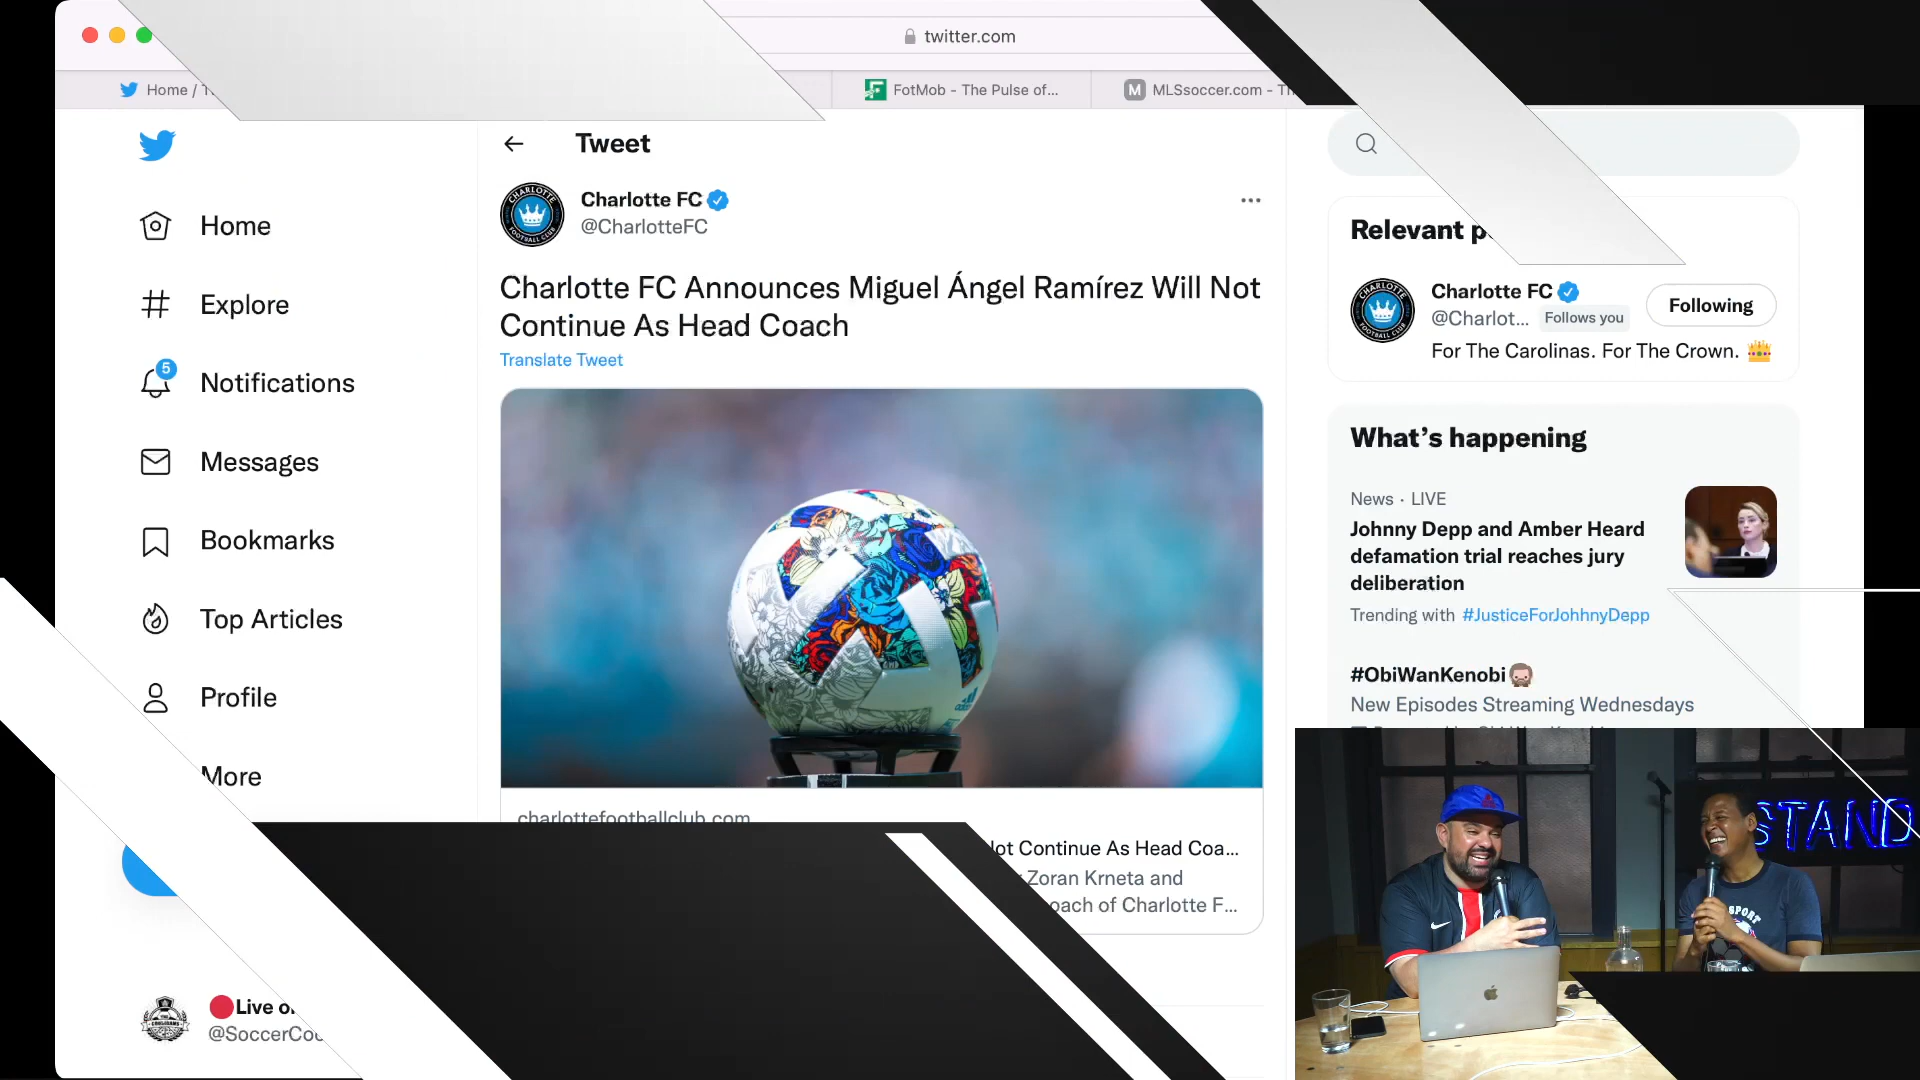 twitter.com
Home /
FotMob - The Pulse of...
MLSsoccer.com -
Home
Explore
5
Notifications
Messages
Bookmarks
Top Articles
Profile
More
Live
@SoccerCoo
Tweet
Charlotte FC
@CharlotteFC
Charlotte FC Announces Miguel Ángel Ramírez Will Not
Continue As Head Coach
Translate Tweet
charlottefootballclub.com
Not Continue As Head Coa...
Zoran Krneta and
oach of Charlotte F...
Relevant
Charlotte FC
@Charlot...
Follows you
Following
For The Carolinas. For The Crown.
What's happening
News · LIVE
Johnny Depp and Amber Heard
defamation trial reaches jury
deliberation
Trending with #JusticeForJohhnyDepp
#ObiWanKenobi
New Episodes Streaming Wednesdays
STAND